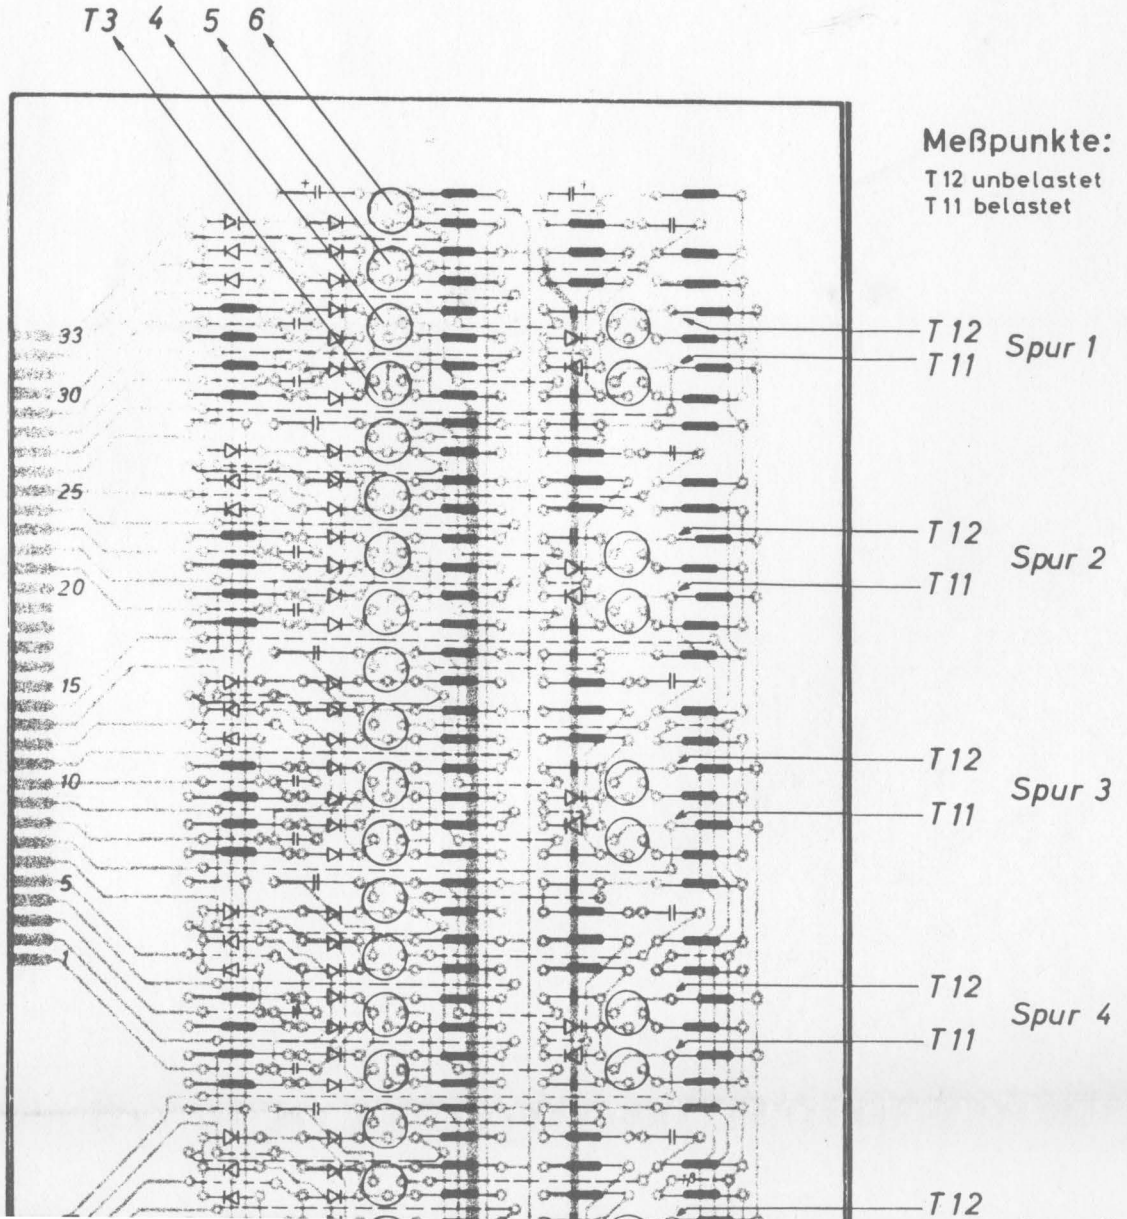 T3 4 5 6
Meßpunkte:
T12 unbelastet
T11 belastet
33
T12
Spur 1
T11
30
25
T12
Spur 2
T11
20
15
T12
10
Spur 3
T11
5
1
T12
Spur 4
T11
T12